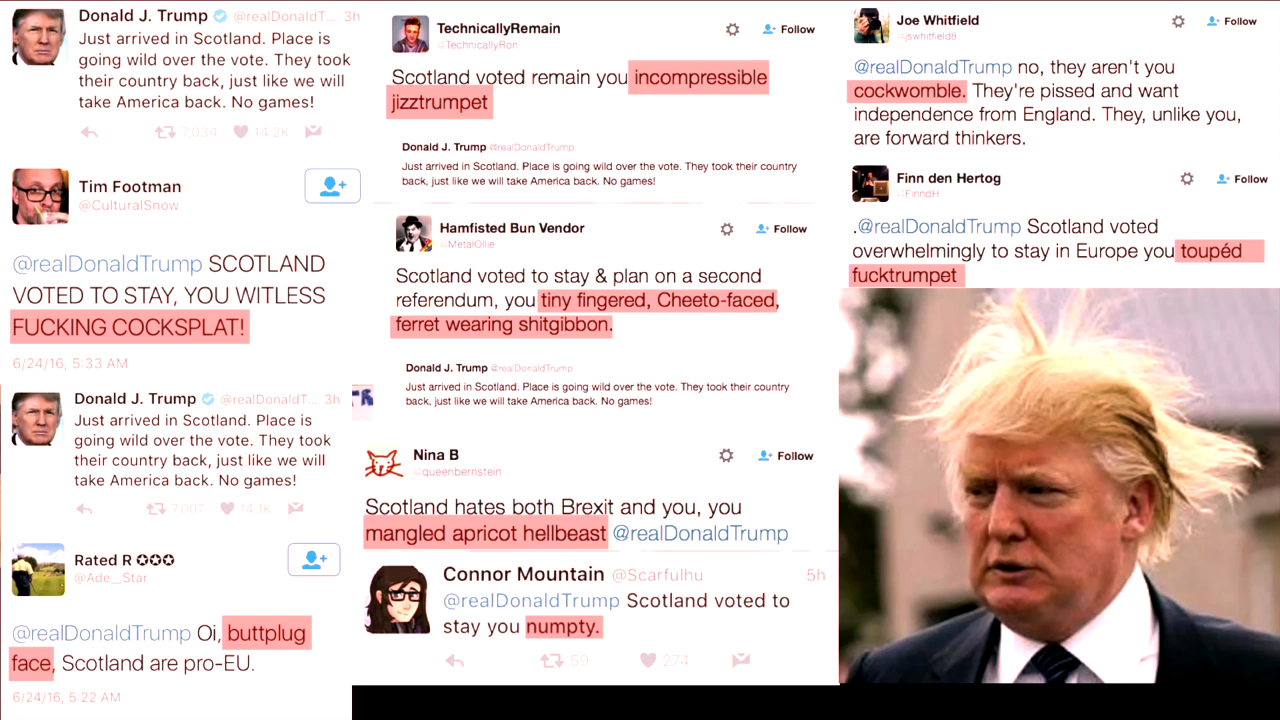 Donald J. Trump @realDonaldT... 3h
Just arrived in Scotland. Place is
going wild over the vote. They took
their country back, just like we will
take America back. No games!
7,034 14.2K
Tim Footman
@CulturalSnow
@realDonaldTrump SCOTLAND
VOTED TO STAY, YOU WITLESS
FUCKING COCKSPLAT!
6/24/16, 5:33 AM
Donald J. Trump @realDonaldT... 3h
Just arrived in Scotland. Place is
going wild over the vote. They took
their country back, just like we will
take America back. No games!
7,007 14.1K
Rated R ✪✪✪
@Ade__Star
@realDonaldTrump Oi, buttplug
face, Scotland are pro-EU.
6/24/16, 5:22 AM
TechnicallyRemain
@TechnicallyRon
Follow
Scotland voted remain you incompressible
jizztrumpet
Donald J. Trump @realDonaldTrump
Just arrived in Scotland. Place is going wild over the vote. They took their country
back, just like we will take America back. No games!
Hamfisted Bun Vendor
@MetalOllie
Follow
Scotland voted to stay & plan on a second
referendum, you tiny fingered, Cheeto-faced,
ferret wearing shitgibbon.
Donald J. Trump @realDonaldTrump
Just arrived in Scotland. Place is going wild over the vote. They took their country
back, just like we will take America back. No games!
Nina B
@queenbernstein
Follow
Scotland hates both Brexit and you, you
mangled apricot hellbeast @realDonaldTrump
Connor Mountain @Scarfulhu 5h
@realDonaldTrump Scotland voted to
stay you numpty.
59 274
Joe Whitfield
@jswhitfield8
Follow
@realDonaldTrump no, they aren't you
cockwomble. They're pissed and want
independence from England. They, unlike you,
are forward thinkers.
Finn den Hertog
@FinndH
Follow
.@realDonaldTrump Scotland voted
overwhelmingly to stay in Europe you toupéd
fucktrumpet